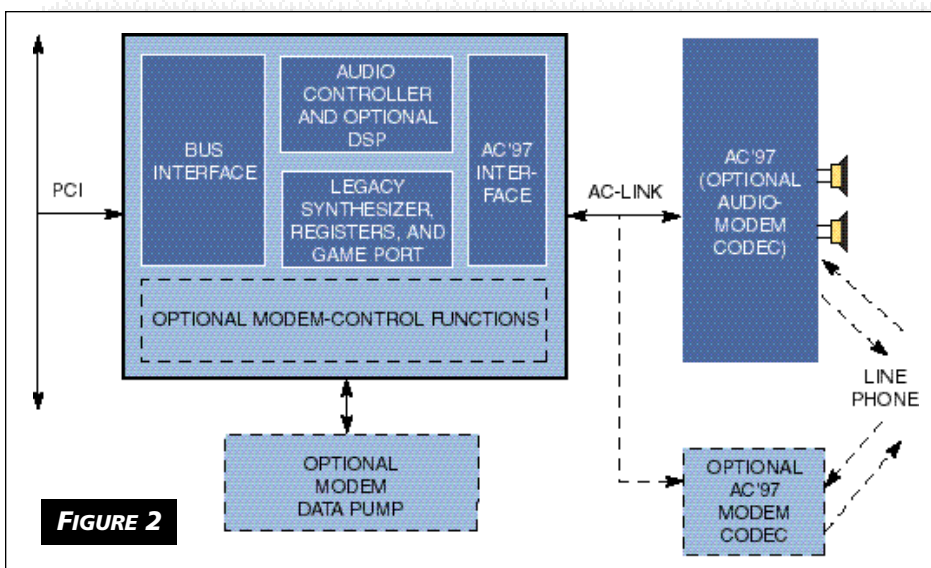 PCI
BUS
INTERFACE
AUDIO
CONTROLLER
AND OPTIONAL
DSP
LEGACY
SYNTHESIZER,
REGISTERS, AND
GAME PORT
AC'97
INTER-
FACE
OPTIONAL MODEM-CONTROL FUNCTIONS
AC-LINK
AC'97
(OPTIONAL
AUDIO-
MODEM
CODEC)
LINE
PHONE
OPTIONAL
MODEM
DATA PUMP
OPTIONAL
AC'97
MODEM
CODEC
FIGURE 2